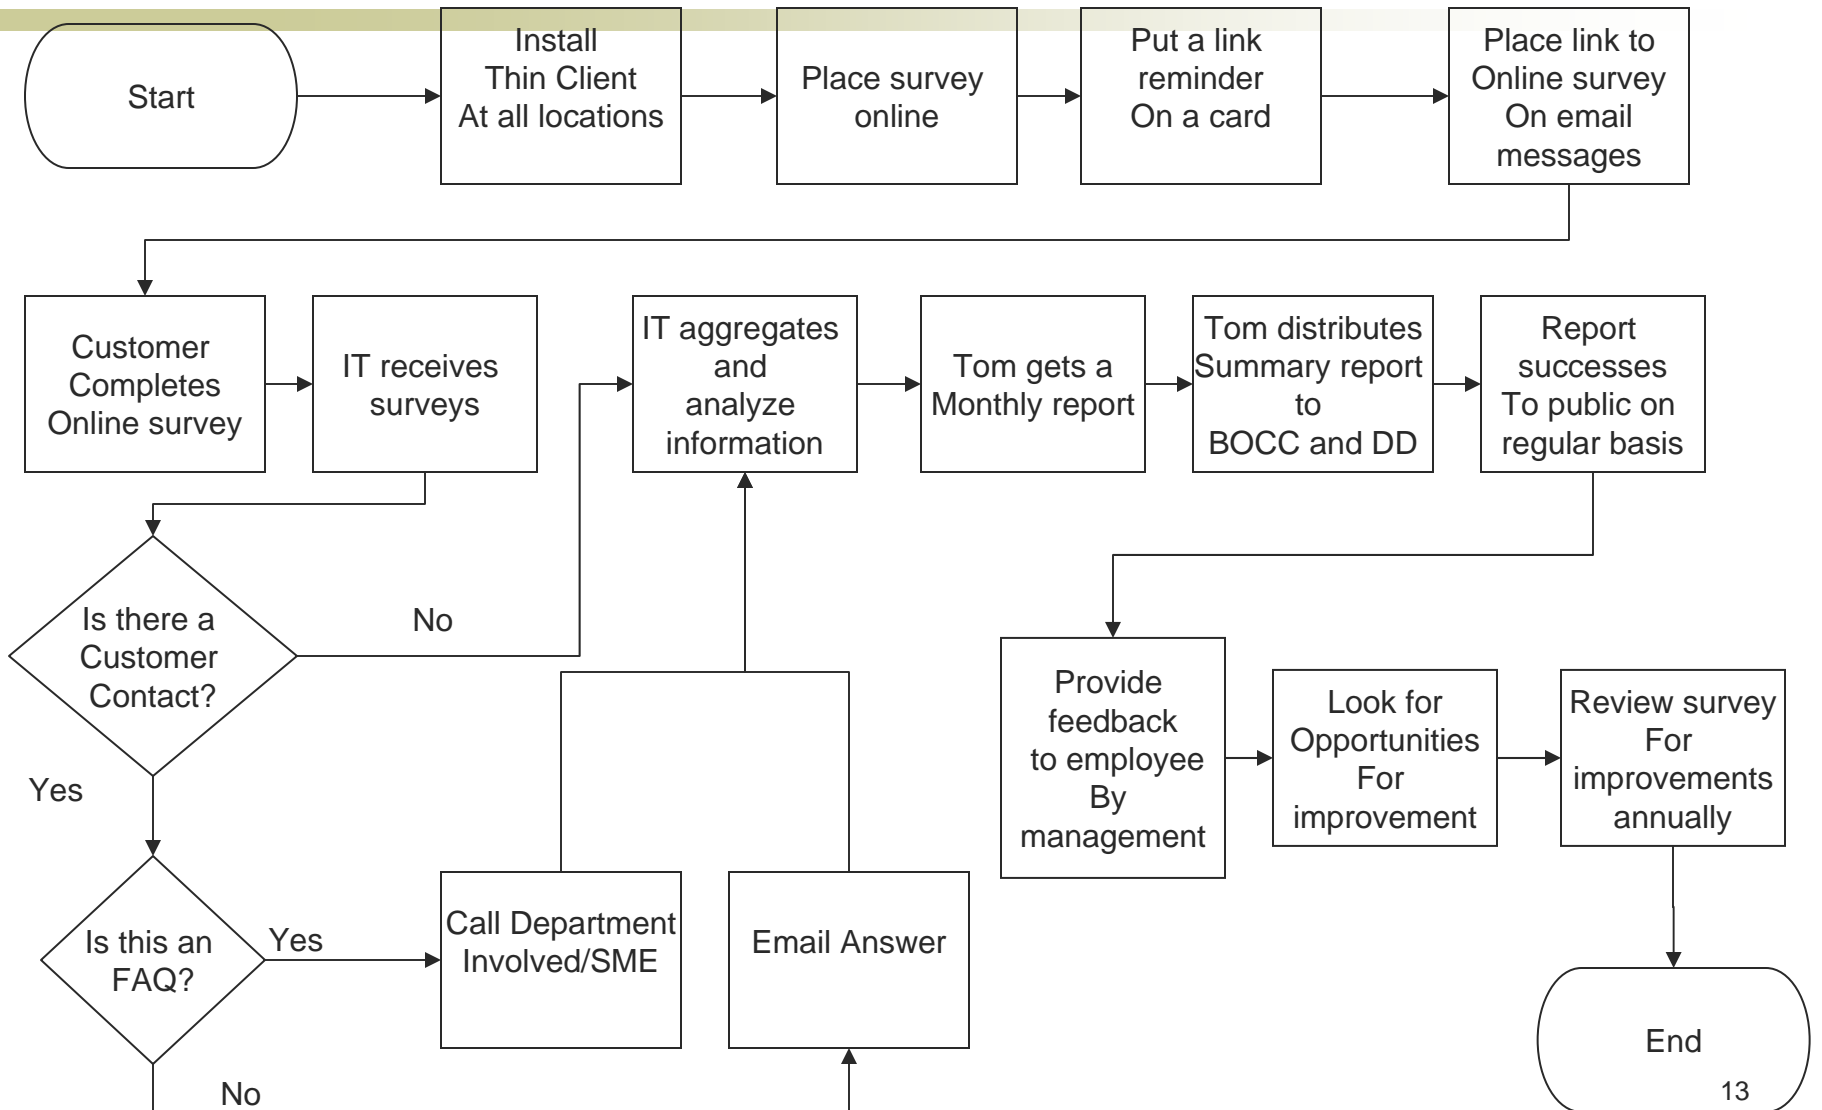 Start
Install
Thin Client
At all locations
Place survey
online
Put a link
reminder
On a card
Place link to
Online survey
On email
messages
Customer
Completes
Online survey
IT receives
surveys
IT aggregates
and
analyze
information
Tom gets a
Monthly report
Tom distributes
Summary report
to
BOCC and DD
Report
successes
To public on
regular basis
Is there a
Customer
Contact?
No
Yes
Provide
feedback
to employee
By
management
Look for
Opportunities
For
improvement
Review survey
For
improvements
annually
Is this an
FAQ?
Yes
Call Department
Involved/SME
Email Answer
No
End
13